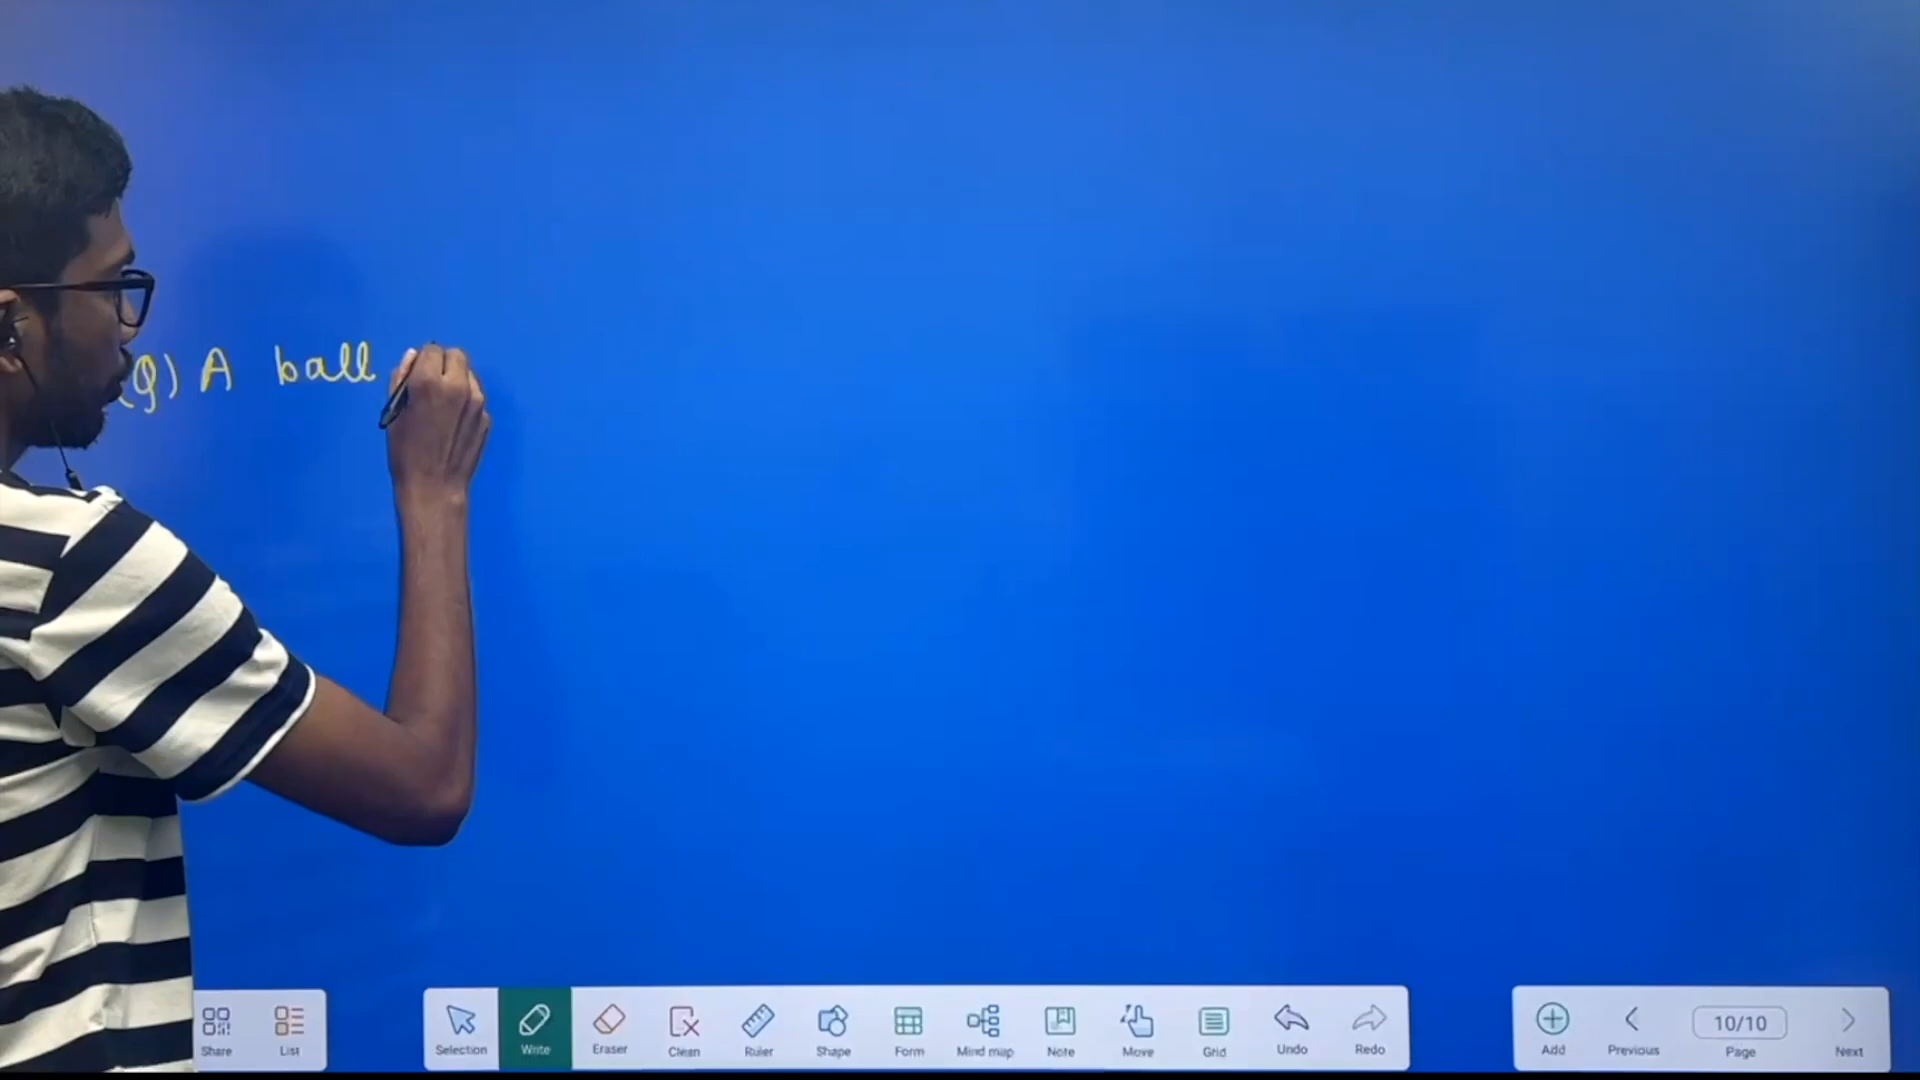 (Q) A ball
Share List Selection Write Eraser Clean Ruler Shape Form Mind map Note Move Grid Undo Redo Add Previous 10/10 Page Next